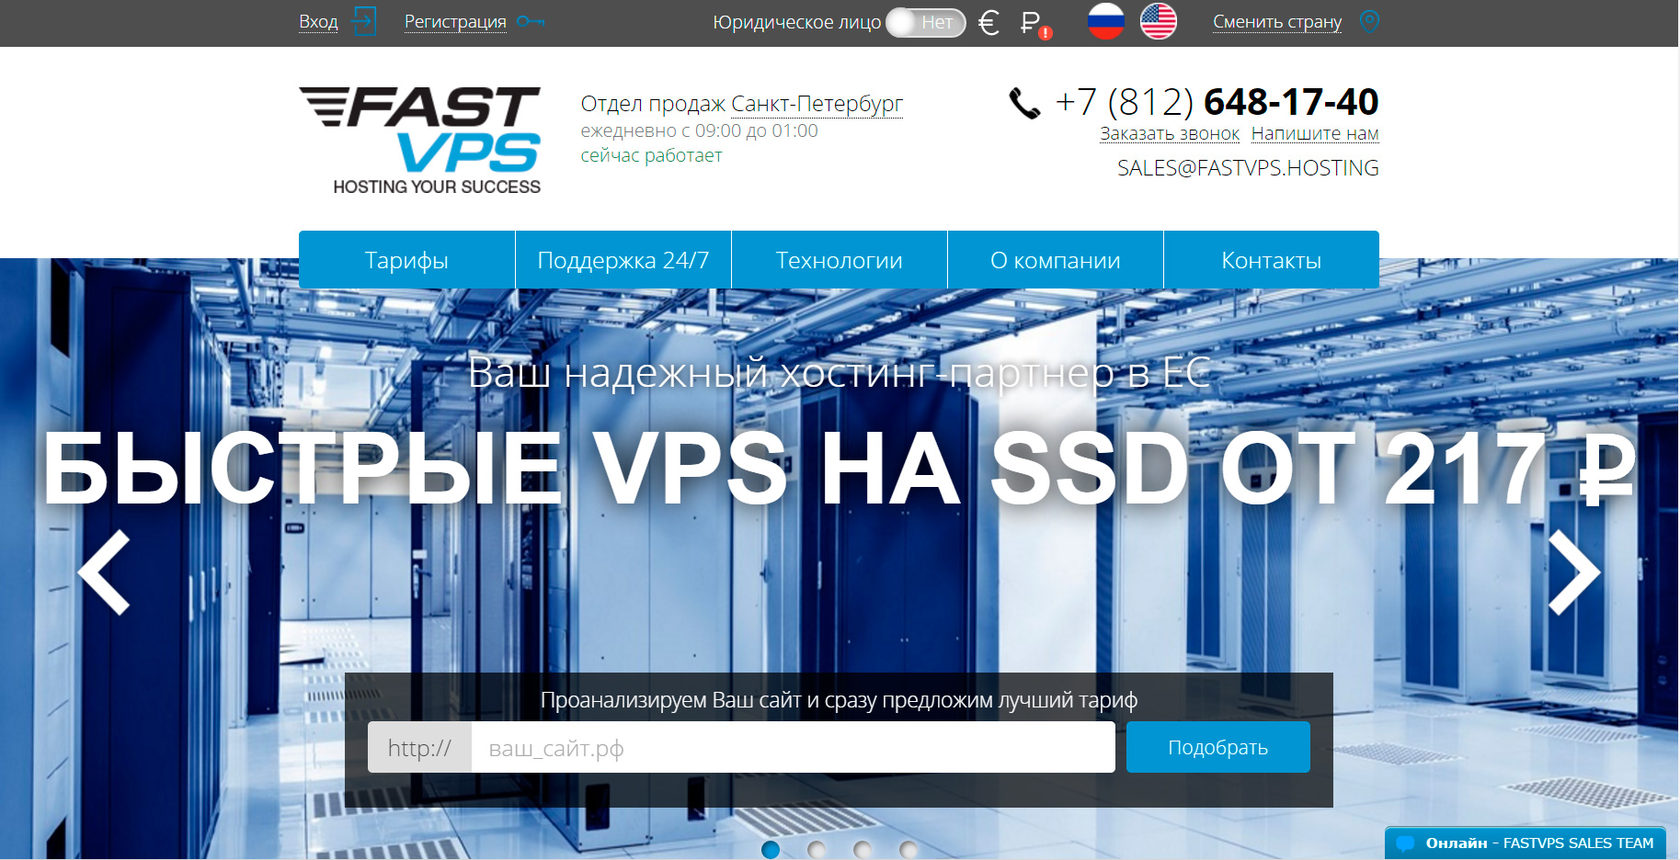 Вход
Регистрация
Юридическое лицо
Нет
€
₽
!
Сменить страну
FAST
VPS
HOSTING YOUR SUCCESS
Отдел продаж Санкт-Петербург
ежедневно с 09:00 до 01:00
сейчас работает
+7 (812) 648-17-40
Заказать звонок Напишите нам
SALES@FASTVPS.HOSTING
Тарифы
Поддержка 24/7
Технологии
О компании
Контакты
Ваш надежный хостинг-партнер в ЕС
БЫСТРЫЕ VPS НА SSD ОТ 217 ₽
Проанализируем Ваш сайт и сразу предложим лучший тариф
http://
ваш_сайт.рф
Подобрать
Онлайн - FASTVPS SALES TEAM